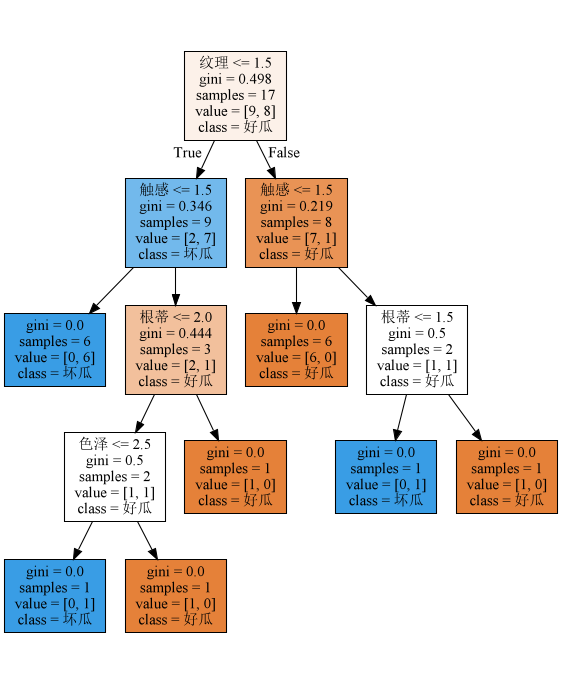 纹理 <= 1.5
gini = 0.498
samples = 17
value = [9, 8]
class = 好瓜
True
False
触感 <= 1.5
gini = 0.346
samples = 9
value = [2, 7]
class = 坏瓜
触感 <= 1.5
gini = 0.219
samples = 8
value = [7, 1]
class = 好瓜
gini = 0.0
samples = 6
value = [0, 6]
class = 坏瓜
根蒂 <= 2.0
gini = 0.444
samples = 3
value = [2, 1]
class = 好瓜
gini = 0.0
samples = 6
value = [6, 0]
class = 好瓜
根蒂 <= 1.5
gini = 0.5
samples = 2
value = [1, 1]
class = 好瓜
色泽 <= 2.5
gini = 0.5
samples = 2
value = [1, 1]
class = 好瓜
gini = 0.0
samples = 1
value = [1, 0]
class = 好瓜
gini = 0.0
samples = 1
value = [0, 1]
class = 坏瓜
gini = 0.0
samples = 1
value = [1, 0]
class = 好瓜
gini = 0.0
samples = 1
value = [0, 1]
class = 坏瓜
gini = 0.0
samples = 1
value = [1, 0]
class = 好瓜